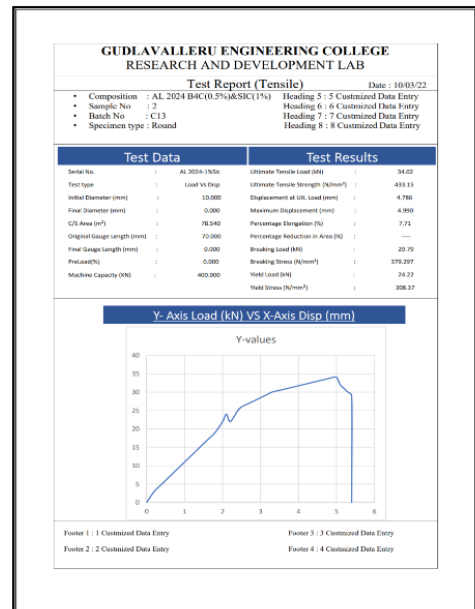 GUDLAVALLERU ENGINEERING COLLEGE
RESEARCH AND DEVELOPMENT LAB
Test Report (Tensile) Date : 10/03/22
• Composition : AL 2024 B4C(0.5%)&SIC(1%) Heading 5 : 5 Custmized Data Entry
• Sample No : 2 Heading 6 : 6 Custmized Data Entry
• Batch No : C13 Heading 7 : 7 Custmized Data Entry
• Specimen type : Round Heading 8 : 8 Custmized Data Entry
Test Data Test Results
Serial No. : AL 2024-1%Sic Ultimate Tensile Load (kN) : 34.02
Test type : Load Vs Disp Ultimate Tensile Strength (N/mm²) : 433.15
Initial Diameter (mm) : 10.000 Displacement at Ult. Load (mm) : 4.786
Final Diameter (mm) : 0.000 Maximum Displacement (mm) : 4.990
C/S Area (m²) : 78.540 Percentage Elongation (%) : 7.71
Original Gauge Length (mm) : 70.000 Percentage Reduction in Area (%) : ----
Final Gauge Length (mm) : 0.000 Breaking Load (kN) : 29.79
PreLoad(%) : 0.000 Breaking Stress (N/mm²) : 379.297
Machine Capacity (KN) : 400.000 Yield Load (kN) : 24.22
Yield Stress (N/mm²) : 308.37
Y- Axis Load (kN) VS X-Axis Disp (mm)
Y-values
40
35
30
25
20
15
10
5
0
0 1 2 3 4 5 6
Footer 1 : 1 Custmized Data Entry Footer 3 : 3 Custmized Data Entry
Footer 2 : 2 Custmized Data Entry Footer 4 : 4 Custmized Data Entry